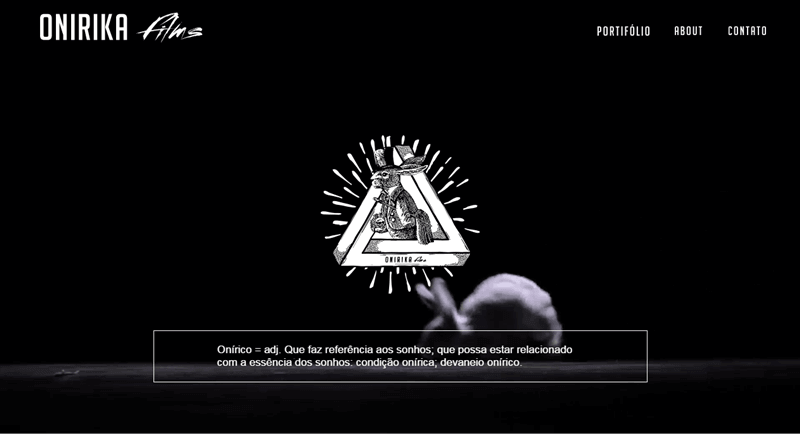 ONIRIKA Films
PORTIFÓLIO ABOUT CONTATO
ONIRIKA Films
Onírico = adj. Que faz referência aos sonhos; que possa estar relacionado
com a essência dos sonhos: condição onírica; devaneio onírico.